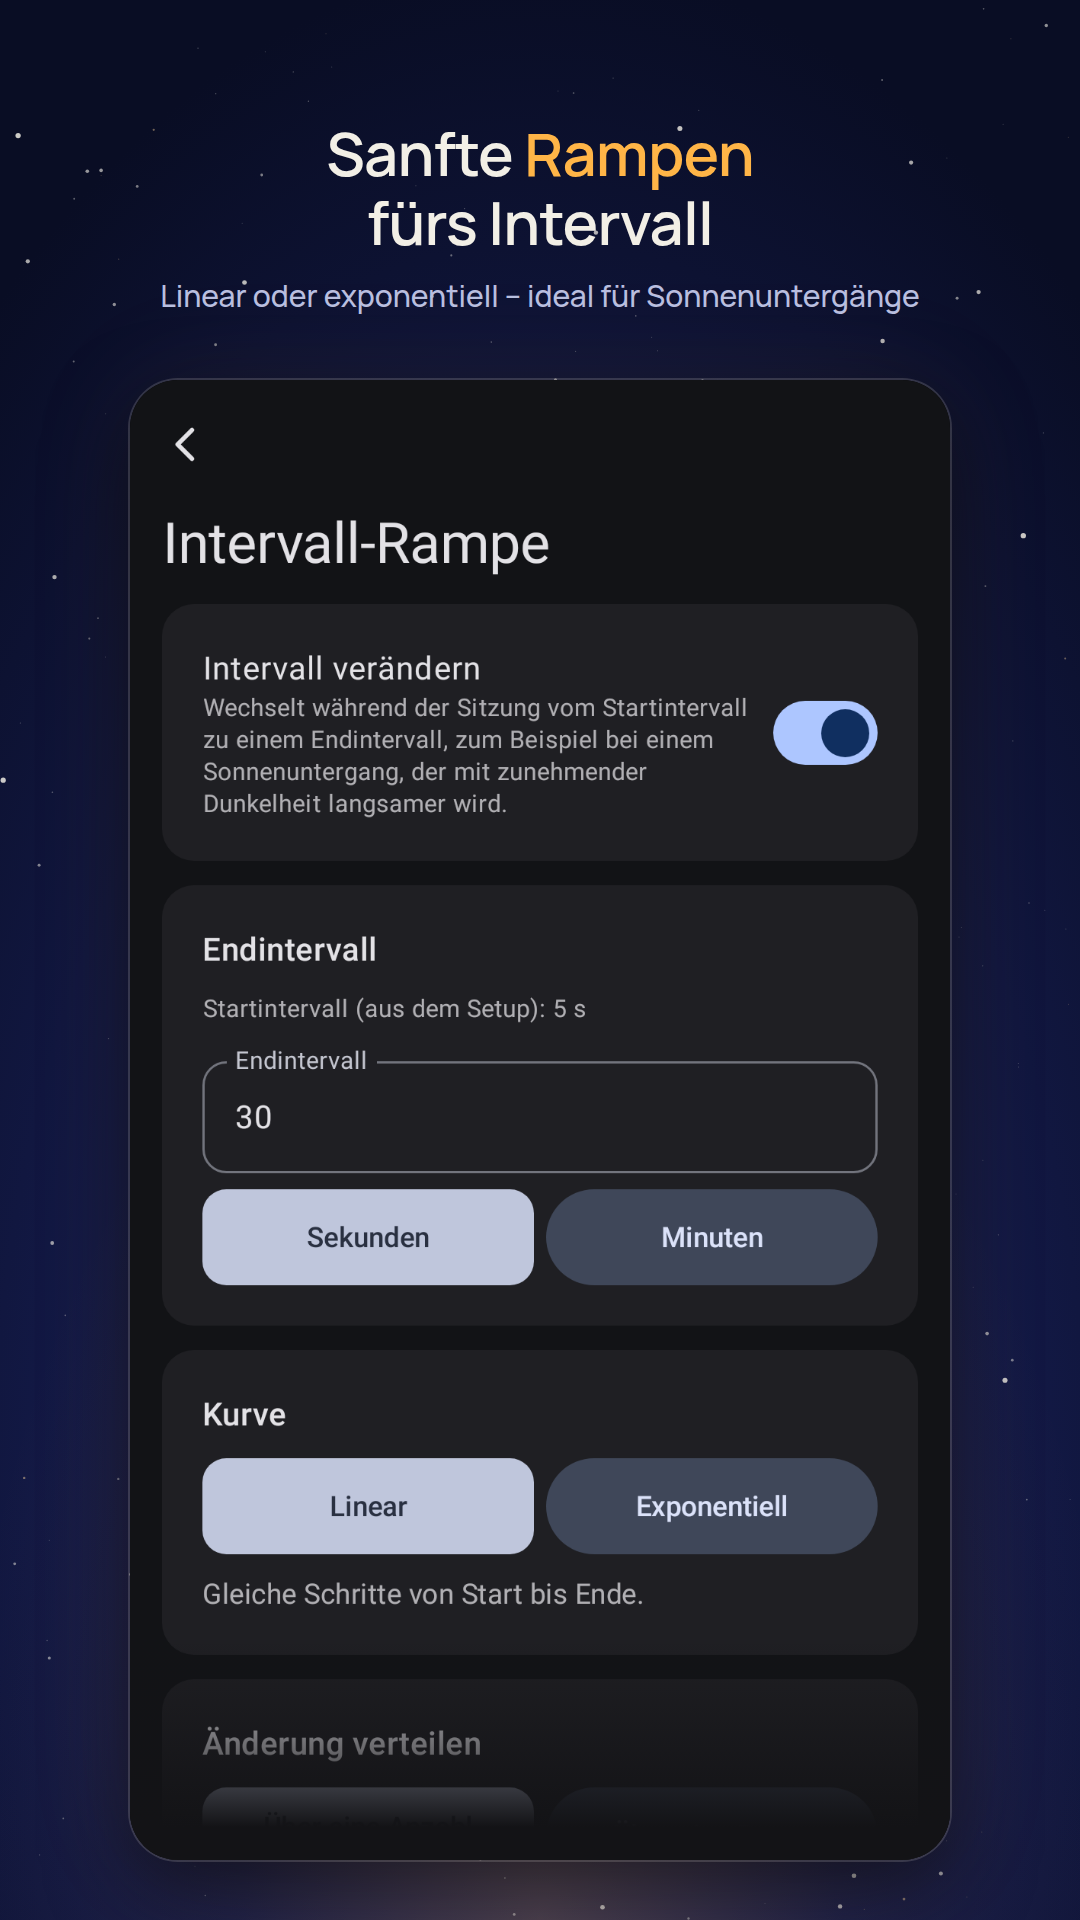 Sanfte Rampen
fürs Intervall
Linear oder exponentiell – ideal für Sonnenuntergänge
Intervall-Rampe
Intervall verändern
Wechselt während der Sitzung vom Startintervall
zu einem Endintervall, zum Beispiel bei einem
Sonnenuntergang, der mit zunehmender
Dunkelheit langsamer wird.
Endintervall
Startintervall (aus dem Setup): 5 s
Endintervall
30
Sekunden
Minuten
Kurve
Linear
Exponentiell
Gleiche Schritte von Start bis Ende.
Änderung verteilen